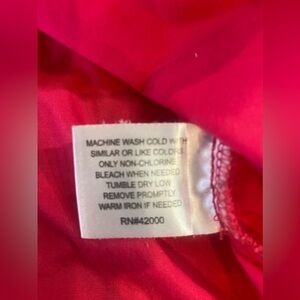 MACHINE WASH COLD WITH
SIMILAR OR LIKE COLORS
ONLY NON-CHLORINE
BLEACH WHEN NEEDED
TUMBLE DRY LOW
REMOVE PROMPTLY
WARM IRON IF NEEDED
RN#42000